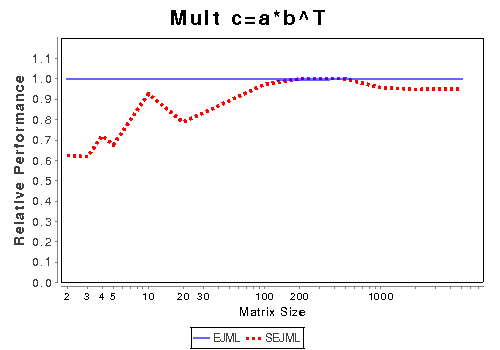 Mult c=a*b^T
Relative Performance
1.1
1.0
0.9
0.8
0.7
0.6
0.5
0.4
0.3
0.2
0.1
0.0
2 3 4 5 10 20 30 100 200 1000
Matrix Size
EJML SEJML